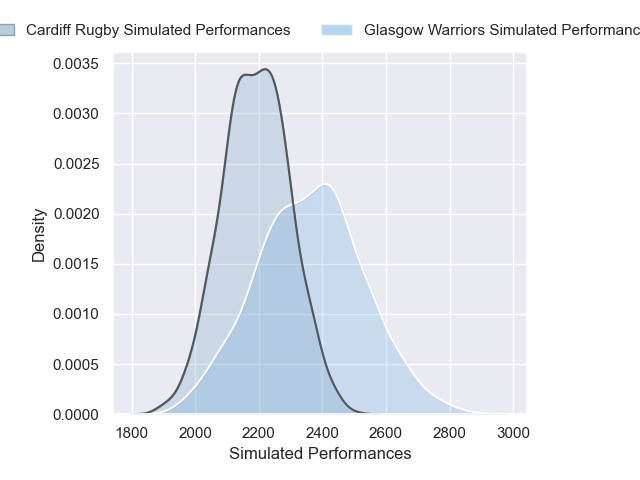 Cardiff Rugby Simulated Performances
Glasgow Warriors Simulated Performanc
0.0035
0.0030
0.0025
0.0020
0.0015
0.0010
0.0005
0.0000
Density
1800 2000 2200 2400 2600 2800 3000
Simulated Performances